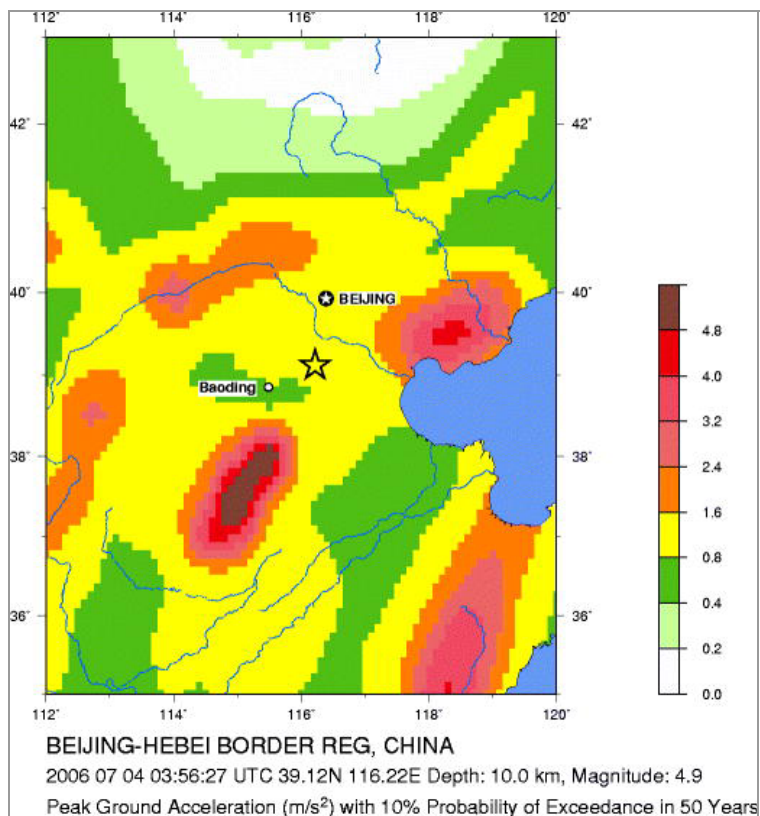 112˚ 114˚ 116˚ 118˚ 120˚
42˚ 42˚
40˚ BEIJING 40˚
Baoding
38˚ 38˚
36˚ 36˚
112˚ 114˚ 116˚ 118˚ 120˚
4.8
4.0
3.2
2.4
1.6
0.8
0.4
0.2
0.0
BEIJING-HEBEI BORDER REG, CHINA
2006 07 04 03:56:27 UTC 39.12N 116.22E Depth: 10.0 km, Magnitude: 4.9
Peak Ground Acceleration (m/s²) with 10% Probability of Exceedance in 50 Years